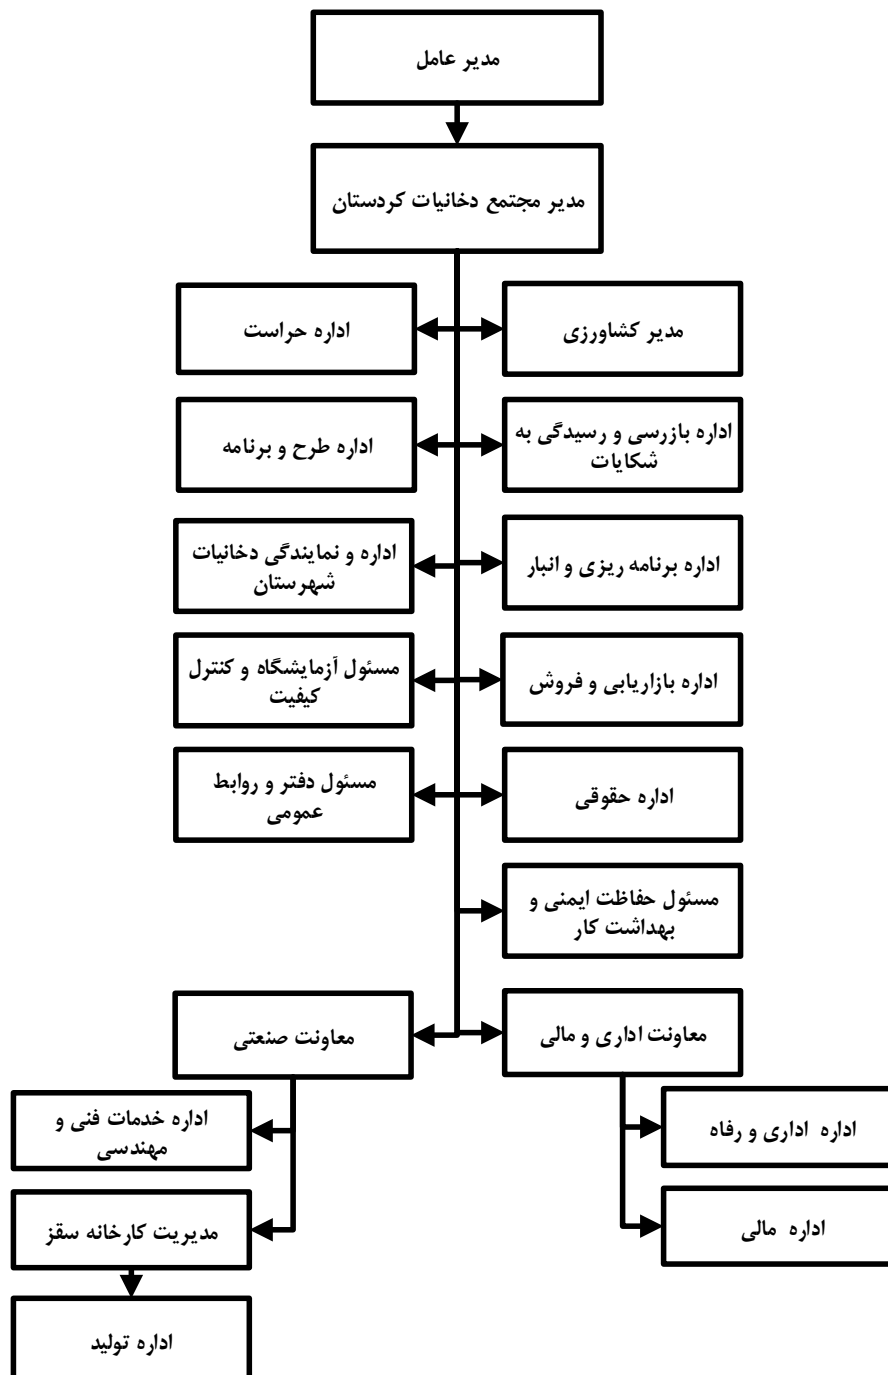 مدیر عامل
مدیر مجتمع دخانیات کردستان
مدیر کشاورزی
اداره حراست
اداره بازرسی و رسیدگی به
شکایات
اداره طرح و برنامه
اداره برنامه ریزی و انبار
اداره و نمایندگی دخانیات
شهرستان
اداره بازاریابی و فروش
مسئول آزمایشگاه و کنترل
کیفیت
اداره حقوقی
مسئول دفتر و روابط
عمومی
مسئول حفاظت ایمنی و
بهداشت کار
معاونت اداری و مالی
معاونت صنعتی
اداره اداری و رفاه
اداره خدمات فنی و
مهندسی
اداره مالی
مدیریت کارخانه سقز
اداره تولید